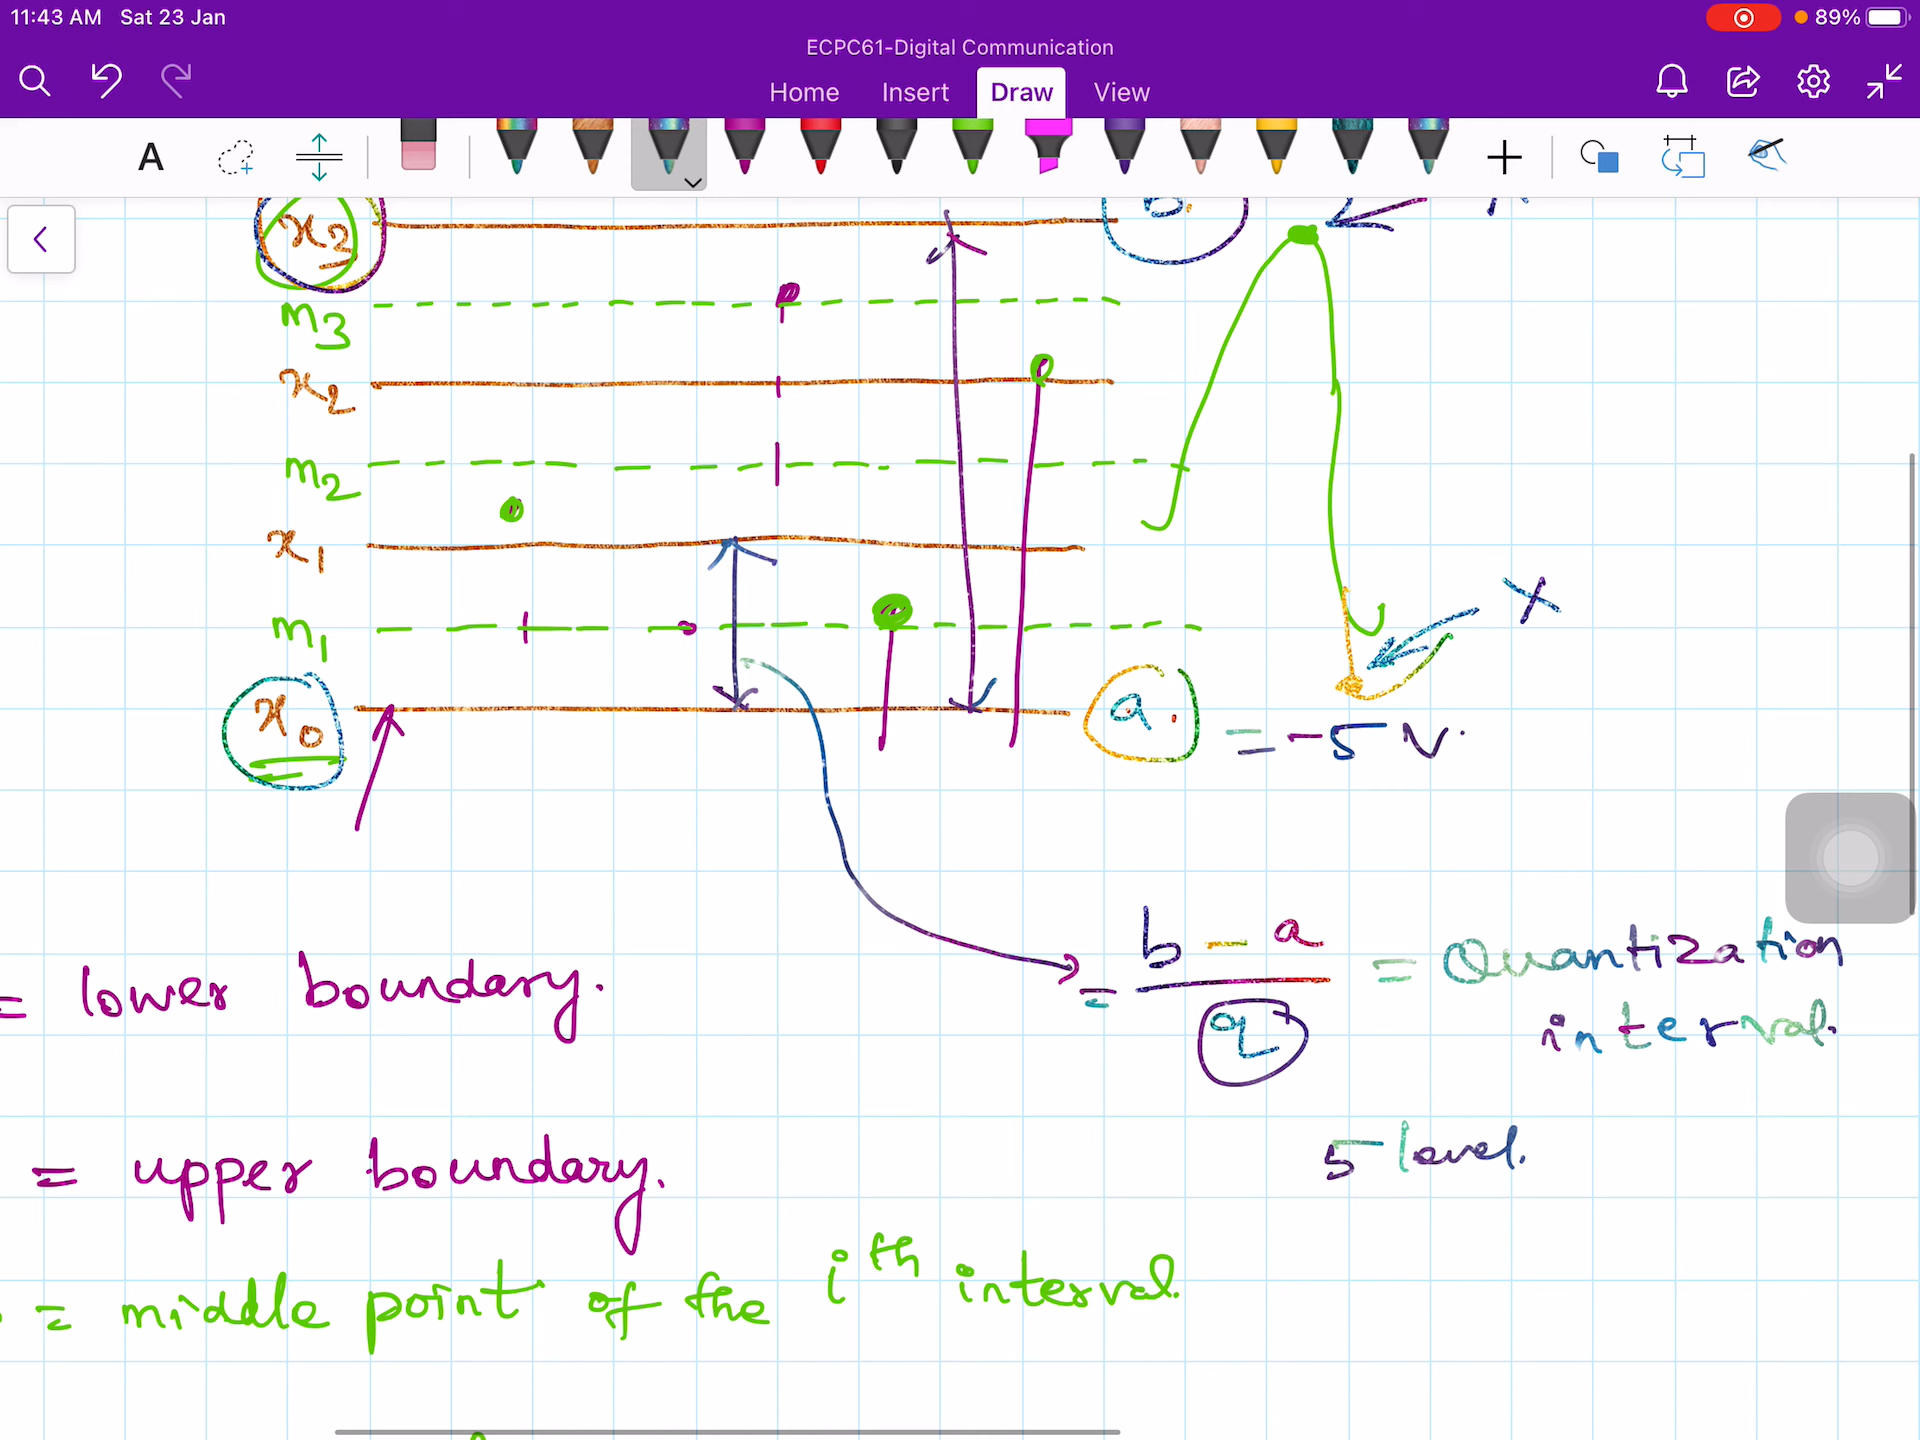 11:43 AM Sat 23 Jan
89%
ECPC61-Digital Communication
Home Insert Draw View
A
x2
b.
m3
x2
m2
x1
m1
x
x0
a. = -5 V.
= lower boundary.
= b - a / q = Quantization
interval.
= upper boundary.
5 level.
= middle point of the ith interval.